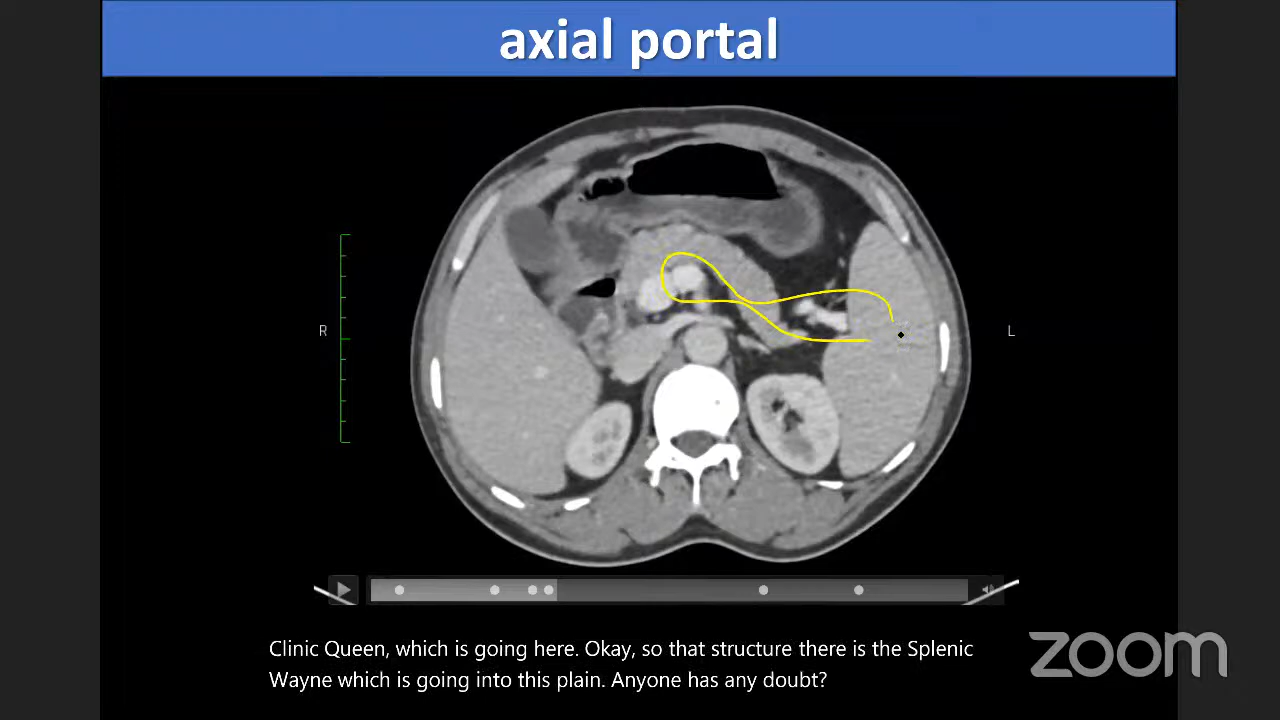 axial portal
R
L
Clinic Queen, which is going here. Okay, so that structure there is the Splenic
Wayne which is going into this plain. Anyone has any doubt?
zoom